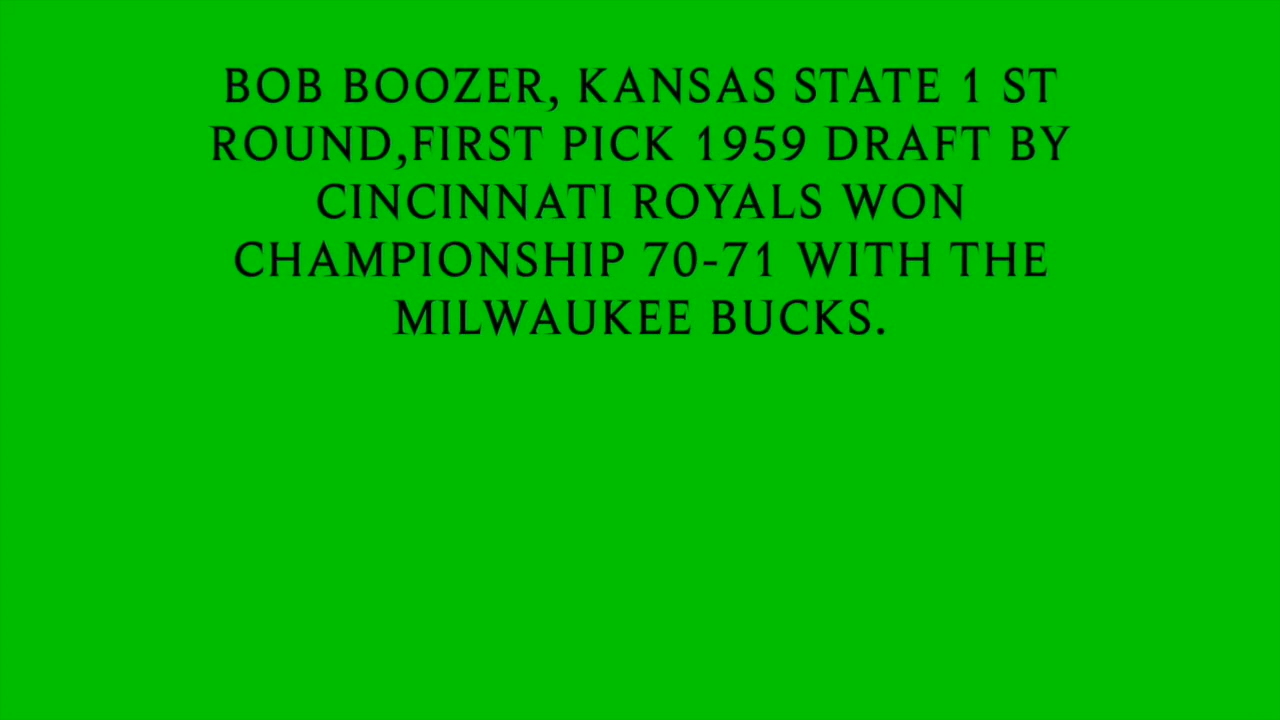 BOB BOOZER, KANSAS STATE 1 ST
ROUND,FIRST PICK 1959 DRAFT BY
CINCINNATI ROYALS WON
CHAMPIONSHIP 70-71 WITH THE
MILWAUKEE BUCKS.